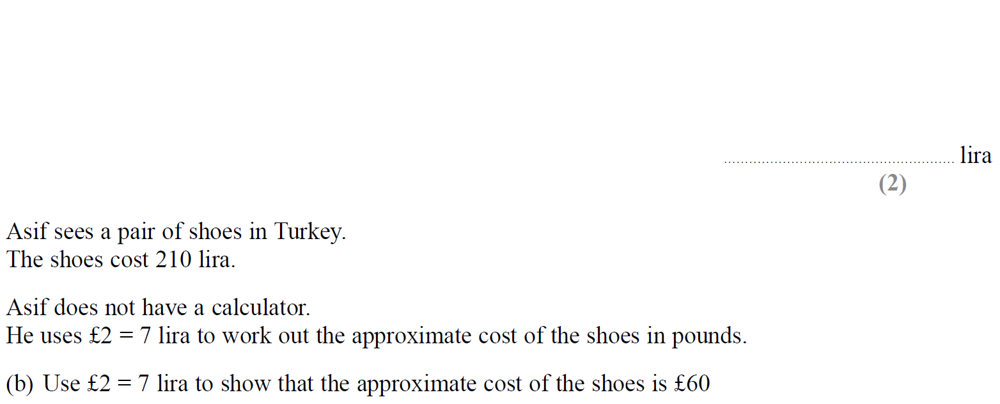 ........................................................ lira
(2)
Asif sees a pair of shoes in Turkey.
The shoes cost 210 lira.
Asif does not have a calculator.
He uses £2 = 7 lira to work out the approximate cost of the shoes in pounds.
(b) Use £2 = 7 lira to show that the approximate cost of the shoes is £60